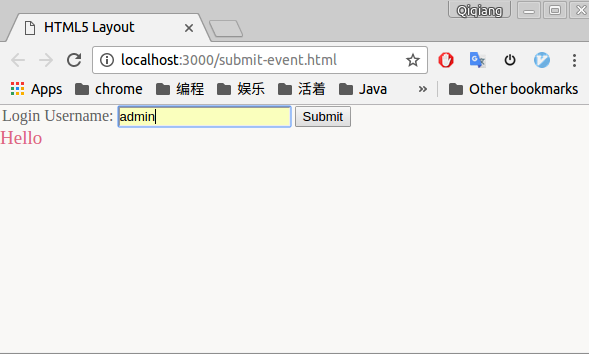 Qiqiang
HTML5 Layout
localhost:3000/submit-event.html
Apps chrome 编程 娱乐 活着 Java » Other bookmarks
Login Username: admin Submit
Hello